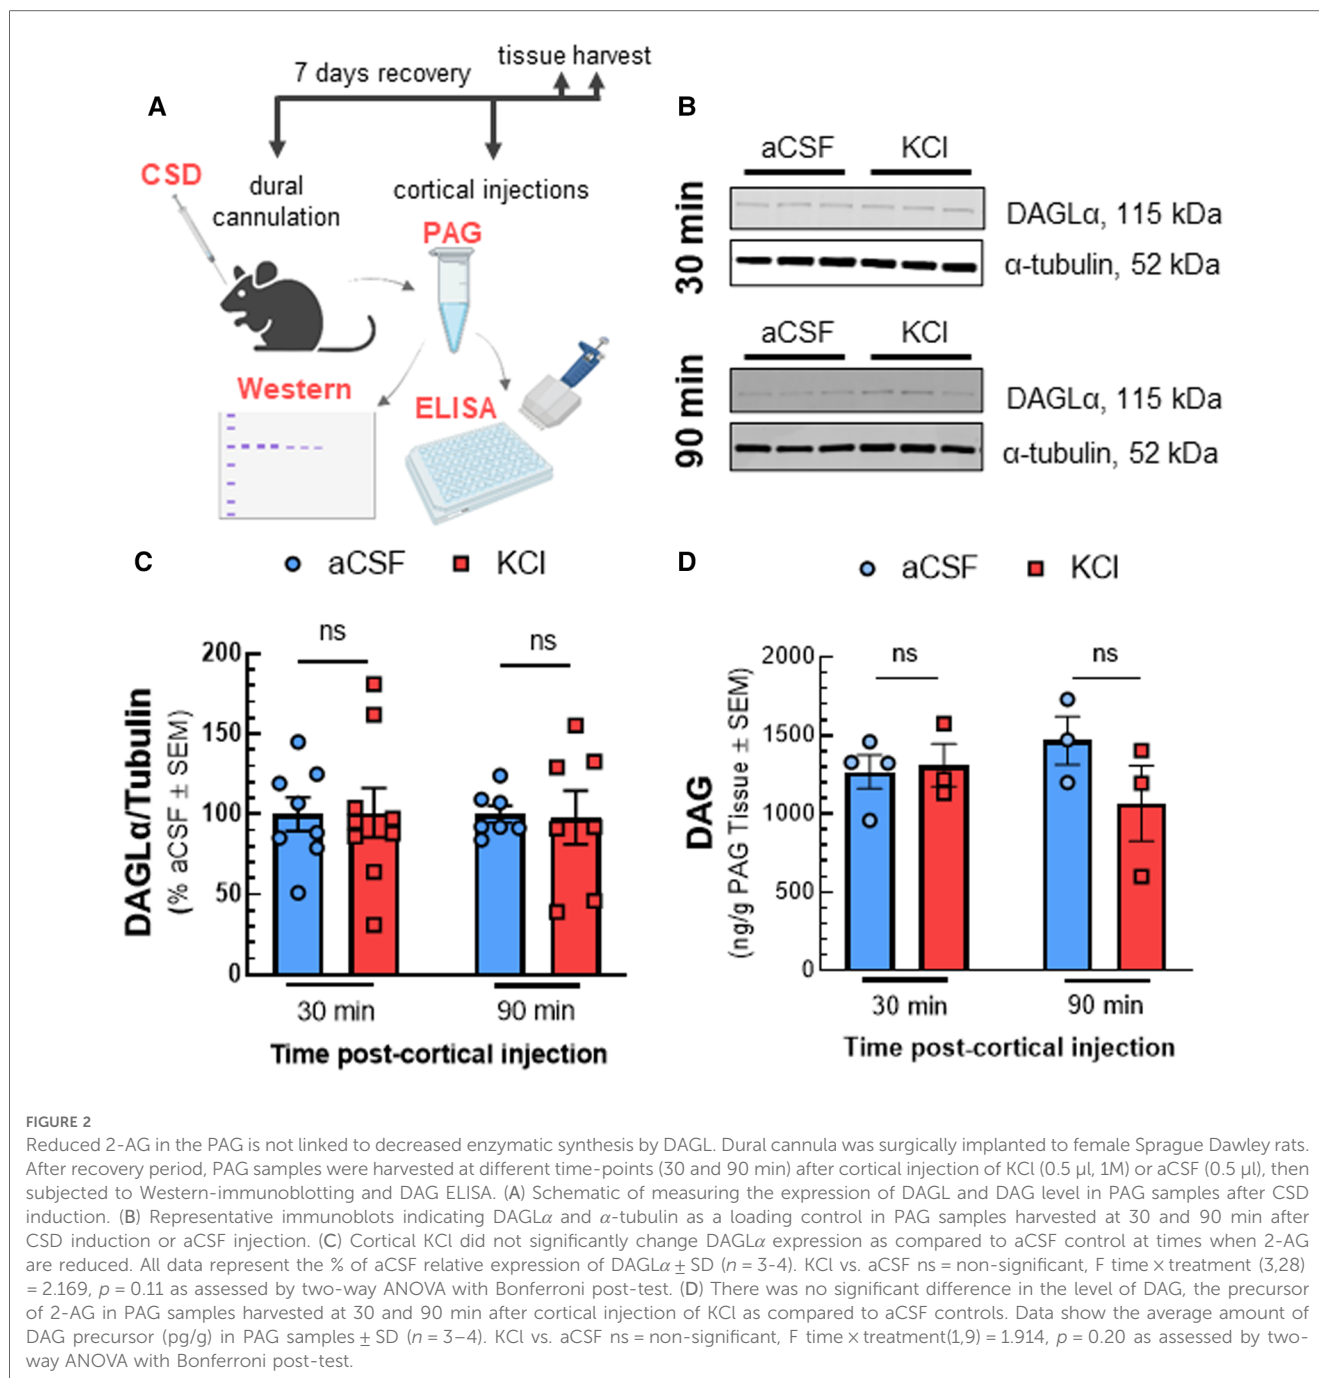 A
7 days recovery
tissue harvest
CSD
dural
cannulation
cortical injections
PAG
Western
ELISA
B
30 min
aCSF KCl
DAGLα, 115 kDa
α-tubulin, 52 kDa
90 min
aCSF KCl
DAGLα, 115 kDa
α-tubulin, 52 kDa
C
aCSF KCl
DAGLα/Tubulin
(% aCSF ± SEM)
200
150
100
50
0
ns
ns
30 min
90 min
Time post-cortical injection
D
aCSF KCl
DAG
(ng/g PAG Tissue ± SEM)
2000
1500
1000
500
0
ns
ns
30 min
90 min
Time post-cortical injection
FIGURE 2
Reduced 2-AG in the PAG is not linked to decreased enzymatic synthesis by DAGL. Dural cannula was surgically implanted to female Sprague Dawley rats.
After recovery period, PAG samples were harvested at different time-points (30 and 90 min) after cortical injection of KCl (0.5 µl, 1M) or aCSF (0.5 µl), then
subjected to Western-immunoblotting and DAG ELISA. (A) Schematic of measuring the expression of DAGL and DAG level in PAG samples after CSD
induction. (B) Representative immunoblots indicating DAGLα and α-tubulin as a loading control in PAG samples harvested at 30 and 90 min after
CSD induction or aCSF injection. (C) Cortical KCl did not significantly change DAGLα expression as compared to aCSF control at times when 2-AG
are reduced. All data represent the % of aCSF relative expression of DAGLα ± SD (n = 3-4). KCl vs. aCSF ns = non-significant, F time × treatment (3,28)
= 2.169, p = 0.11 as assessed by two-way ANOVA with Bonferroni post-test. (D) There was no significant difference in the level of DAG, the precursor
of 2-AG in PAG samples harvested at 30 and 90 min after cortical injection of KCl as compared to aCSF controls. Data show the average amount of
DAG precursor (pg/g) in PAG samples ± SD (n = 3–4). KCl vs. aCSF ns = non-significant, F time × treatment(1,9) = 1.914, p = 0.20 as assessed by two-
way ANOVA with Bonferroni post-test.